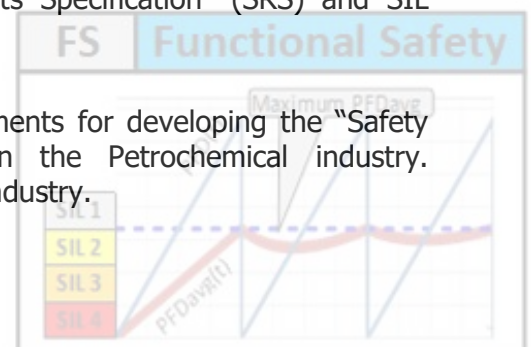 ts Specification" (SRS) and SIL
FS Functional Safety
Maximum PFDavg
ments for developing the "Safety
n the Petrochemical industry.
ndustry.
SIL 1
SIL 2
SIL 3
SIL 4
PFDavg(t)